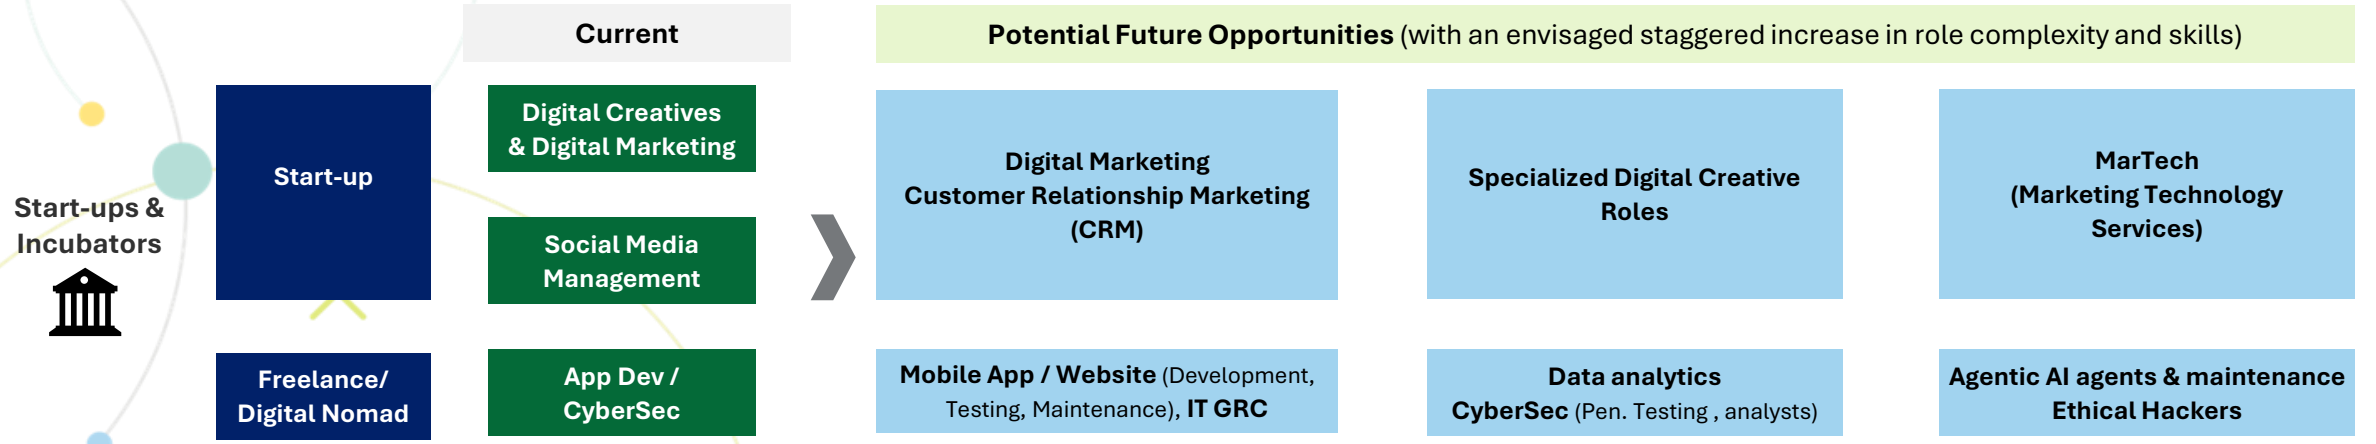 Current
Potential Future Opportunities (with an envisaged staggered increase in role complexity and skills)
Start-ups &
Incubators
Start-up
Digital Creatives
& Digital Marketing
Social Media
Management
Digital Marketing
Customer Relationship Marketing
(CRM)
Specialized Digital Creative
Roles
MarTech
(Marketing Technology
Services)
Freelance/
Digital Nomad
App Dev /
CyberSec
Mobile App / Website (Development,
Testing, Maintenance), IT GRC
Data analytics
CyberSec (Pen. Testing , analysts)
Agentic AI agents & maintenance
Ethical Hackers